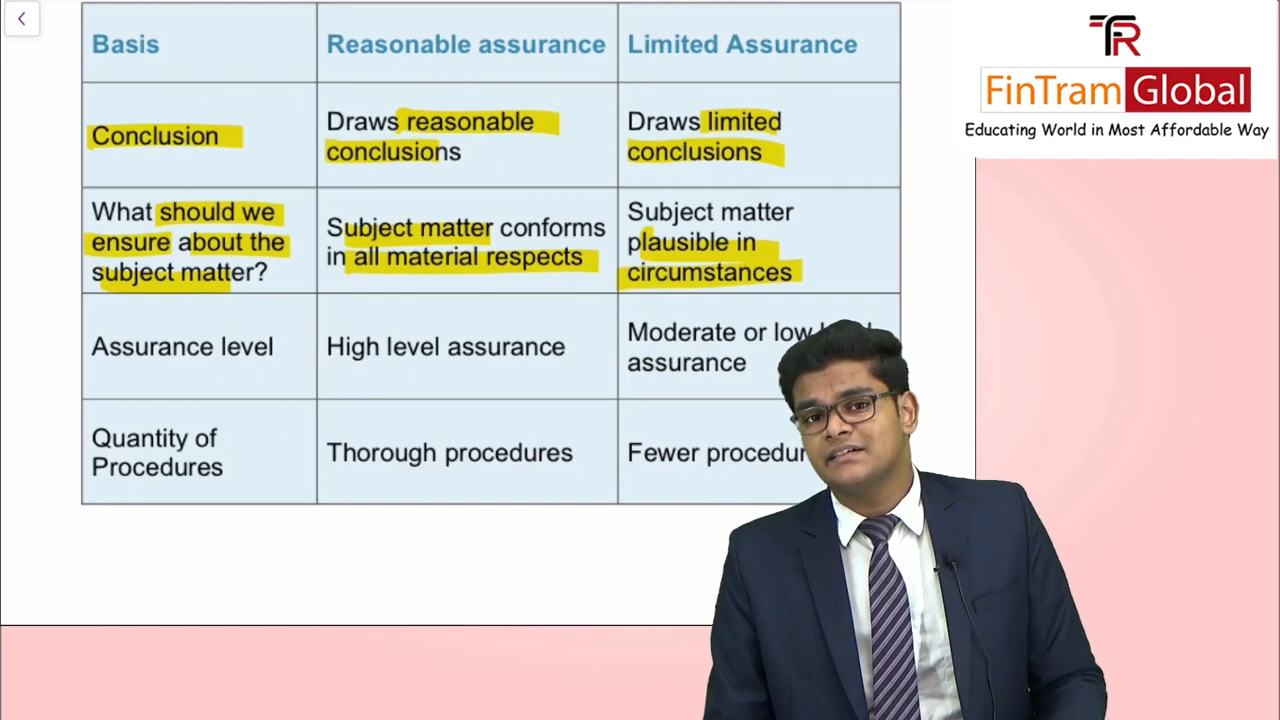 Basis
Reasonable assurance
Limited Assurance
Conclusion
Draws reasonable
conclusions
Draws limited
conclusions
What should we
ensure about the
subject matter?
Subject matter conforms
in all material respects
Subject matter
plausible in
circumstances
Assurance level
High level assurance
Moderate or low
assurance
Quantity of
Procedures
Thorough procedures
Fewer
TR
FinTram Global
Educating World in Most Affordable Way